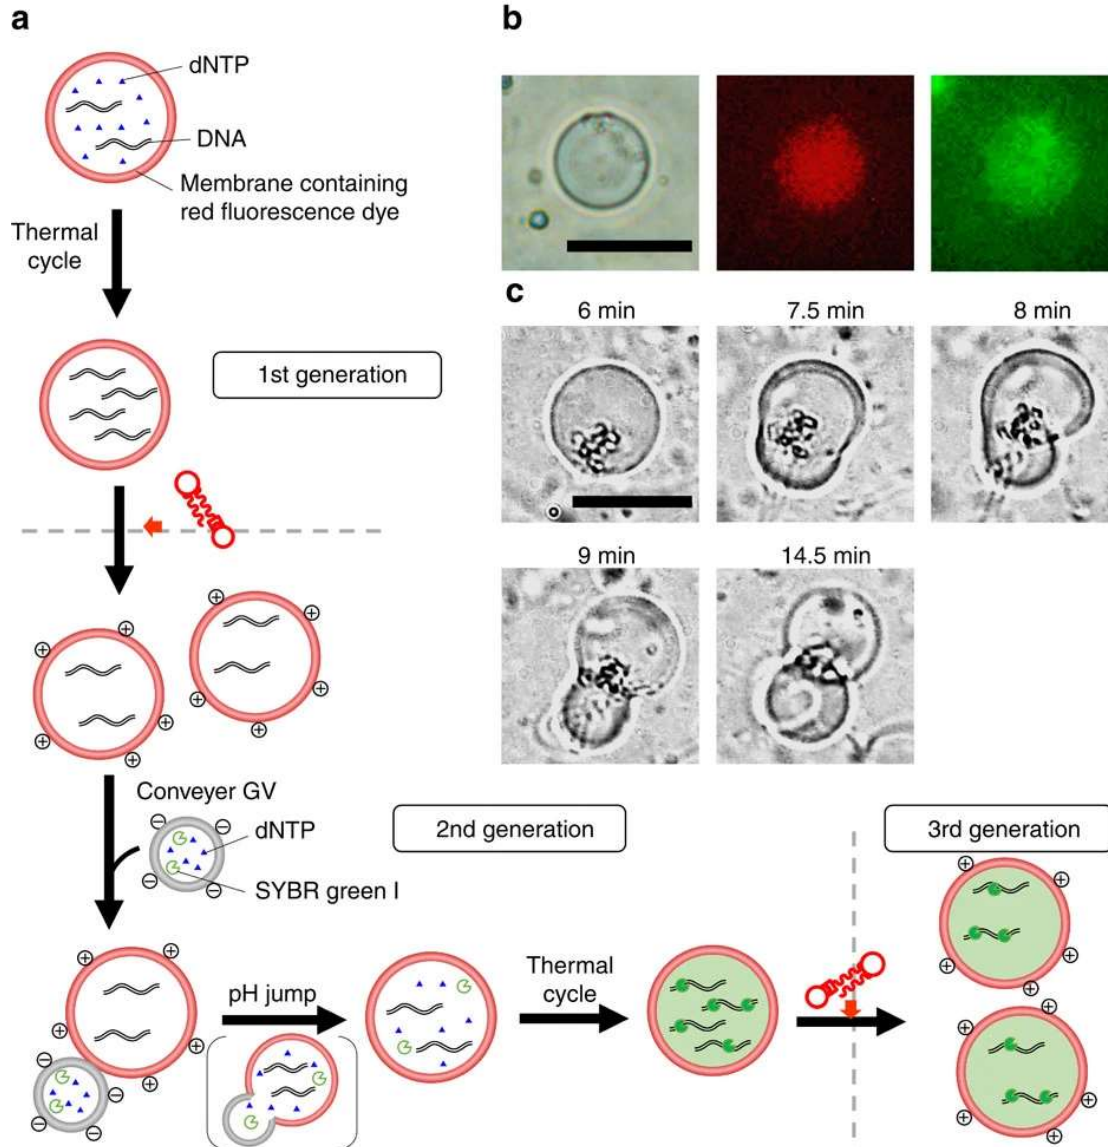 a
dNTP
DNA
Membrane containing
red fluorescence dye
Thermal
cycle
1st generation
Conveyer GV
dNTP
SYBR green I
2nd generation
3rd generation
pH jump
Thermal
cycle
b
c
6 min
7.5 min
8 min
9 min
14.5 min